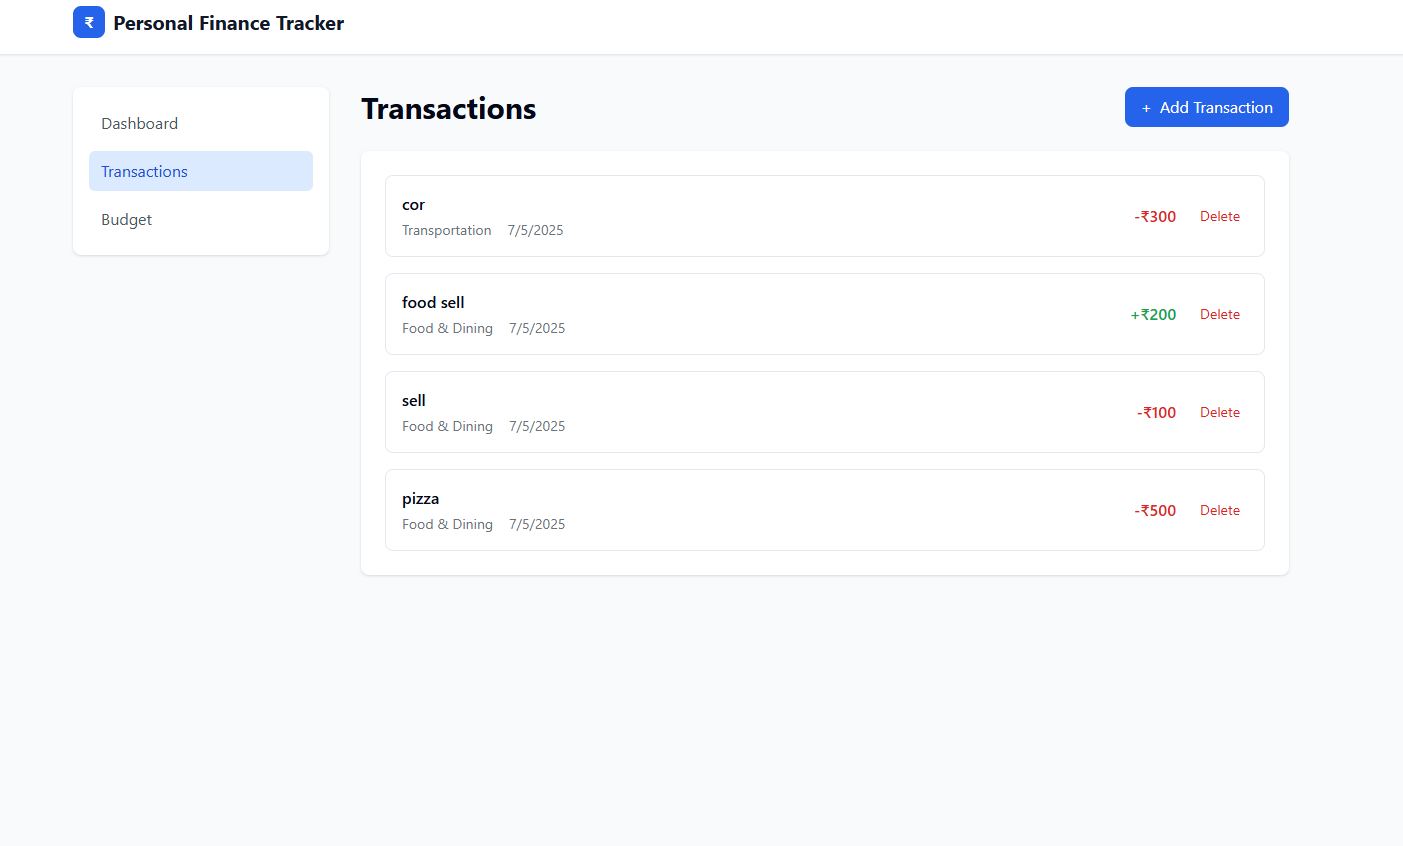 ₹ Personal Finance Tracker
Dashboard
Transactions
Budget
Transactions
+ Add Transaction
cor
Transportation 7/5/2025
-₹300 Delete
food sell
Food & Dining 7/5/2025
+₹200 Delete
sell
Food & Dining 7/5/2025
-₹100 Delete
pizza
Food & Dining 7/5/2025
-₹500 Delete